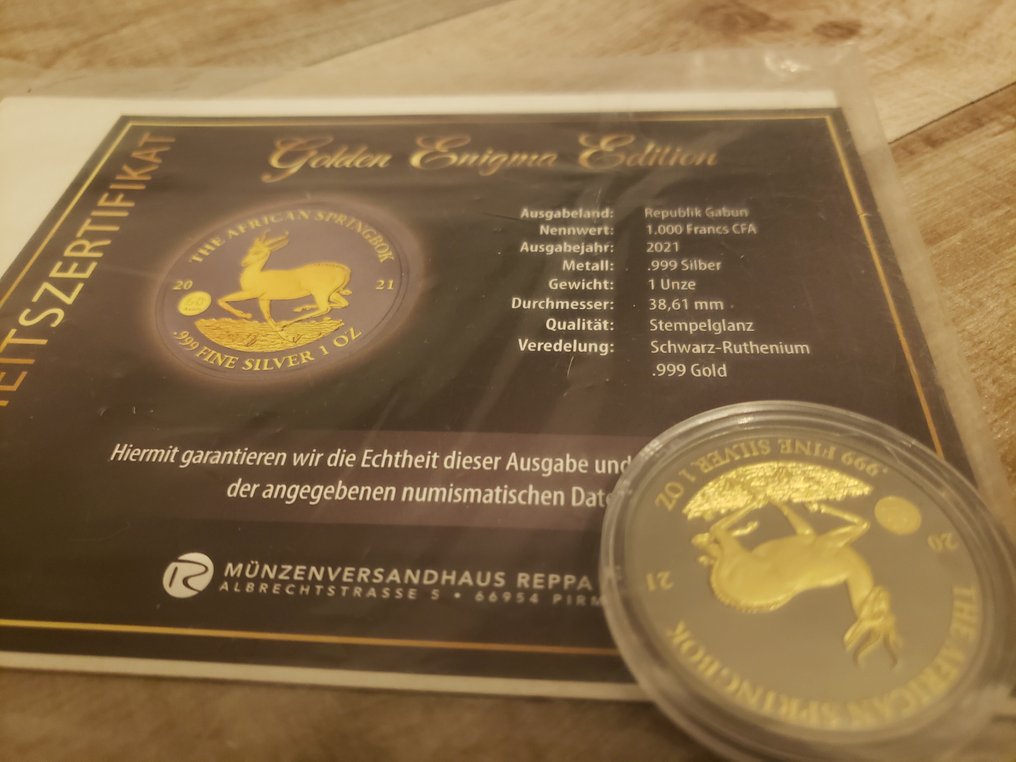 EITSZERTIFIKAT
Golden Enigma Edition
THE AFRICAN SPRINGBOK
20 21
.999 FINE SILVER 1 OZ
Ausgabeland: Republik Gabun
Nennwert: 1.000 Francs CFA
Ausgabejahr: 2021
Metall: .999 Silber
Gewicht: 1 Unze
Durchmesser: 38,61 mm
Qualität: Stempelglanz
Veredelung: Schwarz-Ruthenium
.999 Gold
Hiermit garantieren wir die Echtheit dieser Ausgabe und
der angegebenen numismatischen Date
R MÜNZENVERSANDHAUS REPPA
ALBRECHTSTRASSE 5 • 66954 PIRM
THE AFRICAN SPRINGBOK
20 21
.999 FINE SILVER 1 OZ